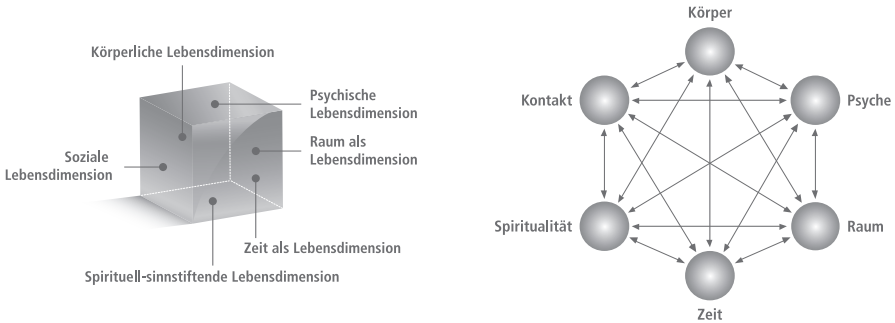 Körperliche Lebensdimension
Psychische
Lebensdimension
Raum als
Lebensdimension
Soziale
Lebensdimension
Zeit als Lebensdimension
Spirituell-sinnstiftende Lebensdimension
Körper
Kontakt
Psyche
Spiritualität
Raum
Zeit